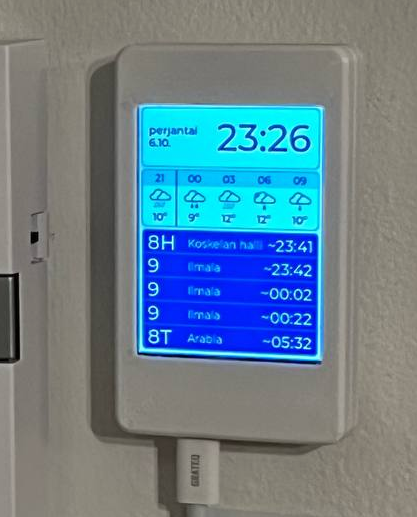 perjantai 23:26
6.10.
21 00 03 06 09
10° 9° 12° 12° 10°
8H Koskelan halli ~23:41
9 Ilmala ~23:42
9 Ilmala ~00:02
9 Ilmala ~00:22
8T Arabia ~05:32